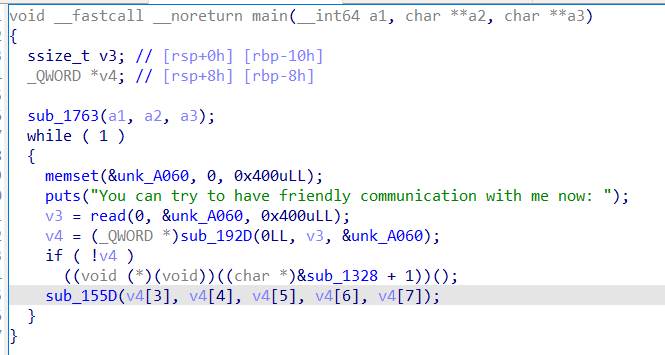 void __fastcall __noreturn main(__int64 a1, char **a2, char **a3)
{
  ssize_t v3; // [rsp+0h] [rbp-10h]
  _QWORD *v4; // [rsp+8h] [rbp-8h]

  sub_1763(a1, a2, a3);
  while ( 1 )
  {
    memset(&unk_A060, 0, 0x400uLL);
    puts("You can try to have friendly communication with me now: ");
    v3 = read(0, &unk_A060, 0x400uLL);
    v4 = (_QWORD *)sub_192D(0LL, v3, &unk_A060);
    if ( !v4 )
      ((void (*)(void))((char *)&sub_1328 + 1))();
    sub_155D(v4[3], v4[4], v4[5], v4[6], v4[7]);
  }
}